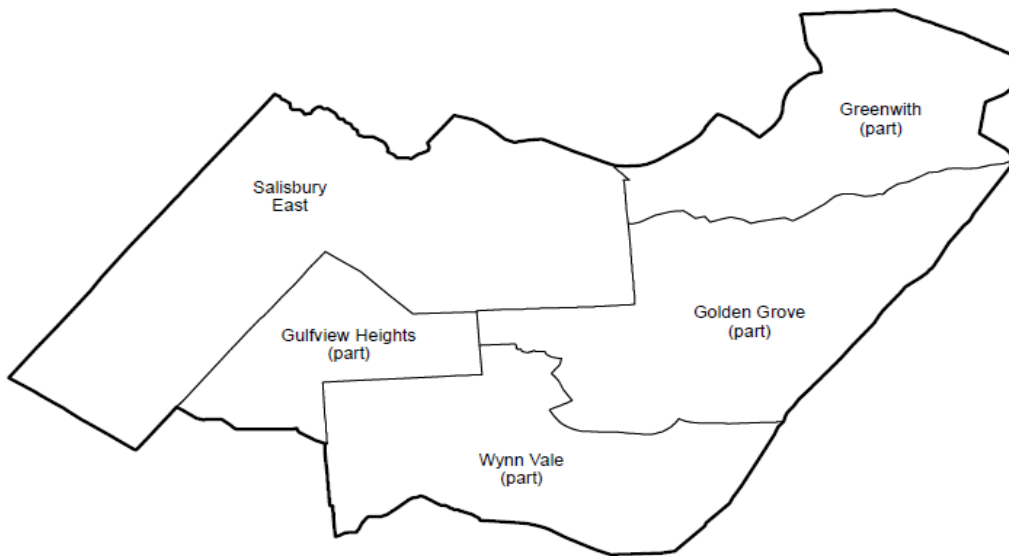 Greenwith
(part)
Salisbury
East
Golden Grove
(part)
Gulfview Heights
(part)
Wynn Vale
(part)